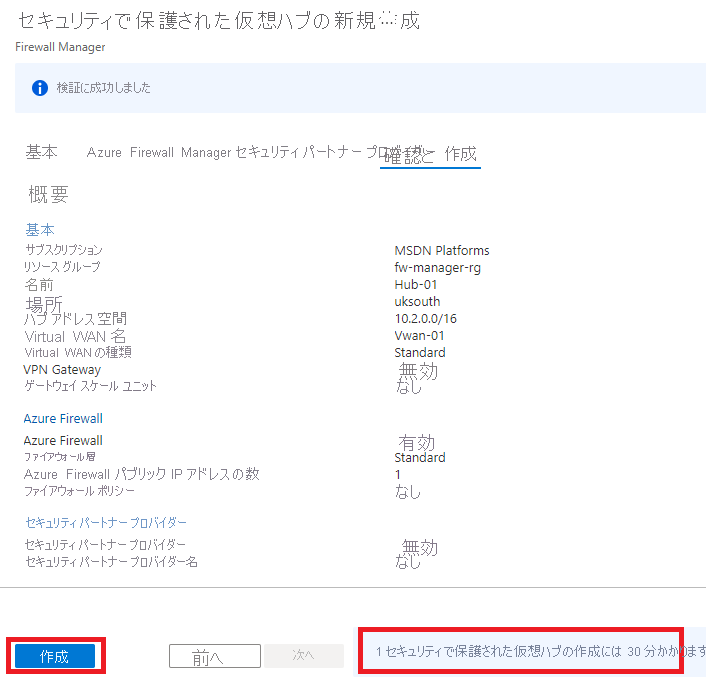 セキュリティで保護された仮想ハブの新規作成
Firewall Manager
検証に成功しました
基本 Azure Firewall Manager セキュリティ パートナー プロバイダー 確認と 作成
概要
基本
サブスクリプション MSDN Platforms
リソース グループ fw-manager-rg
名前 Hub-01
場所 uksouth
ハブ アドレス空間 10.2.0.0/16
Virtual WAN 名 Vwan-01
Virtual WAN の種類 Standard
VPN Gateway 無効
ゲートウェイ スケール ユニット なし
Azure Firewall
Azure Firewall 有効
ファイアウォール層 Standard
Azure Firewall パブリック IP アドレスの数 1
ファイアウォール ポリシー なし
セキュリティ パートナー プロバイダー
セキュリティ パートナー プロバイダー 無効
セキュリティ パートナー プロバイダー名 なし
作成 前へ 次へ 1 セキュリティで保護された仮想ハブの作成には 30 分かかります